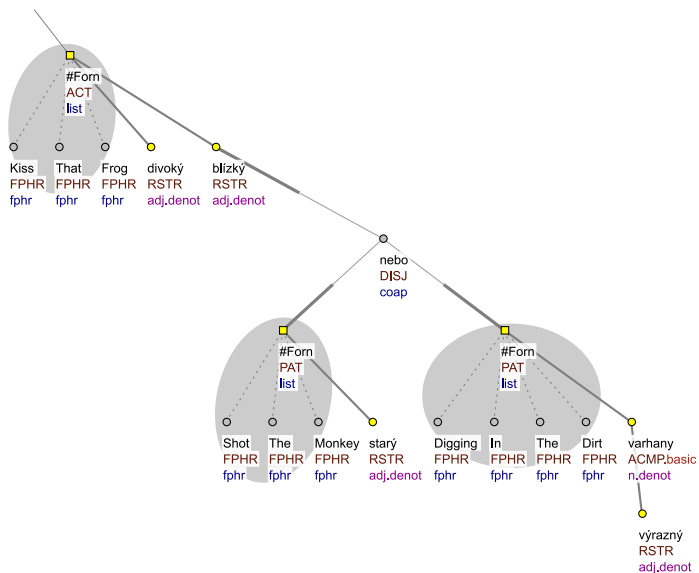 #Forn
ACT
list
Kiss That Frog divoký blízký
FPHR FPHR FPHR RSTR RSTR
fphr fphr fphr adj.denot adj.denot
nebo
DISJ
coap
#Forn #Forn
PAT PAT
list list
Shot The Monkey starý Digging In The Dirt varhany
FPHR FPHR FPHR RSTR FPHR FPHR FPHR FPHR ACMP.basic
fphr fphr fphr adj.denot fphr fphr fphr fphr n.denot
výrazný
RSTR
adj.denot